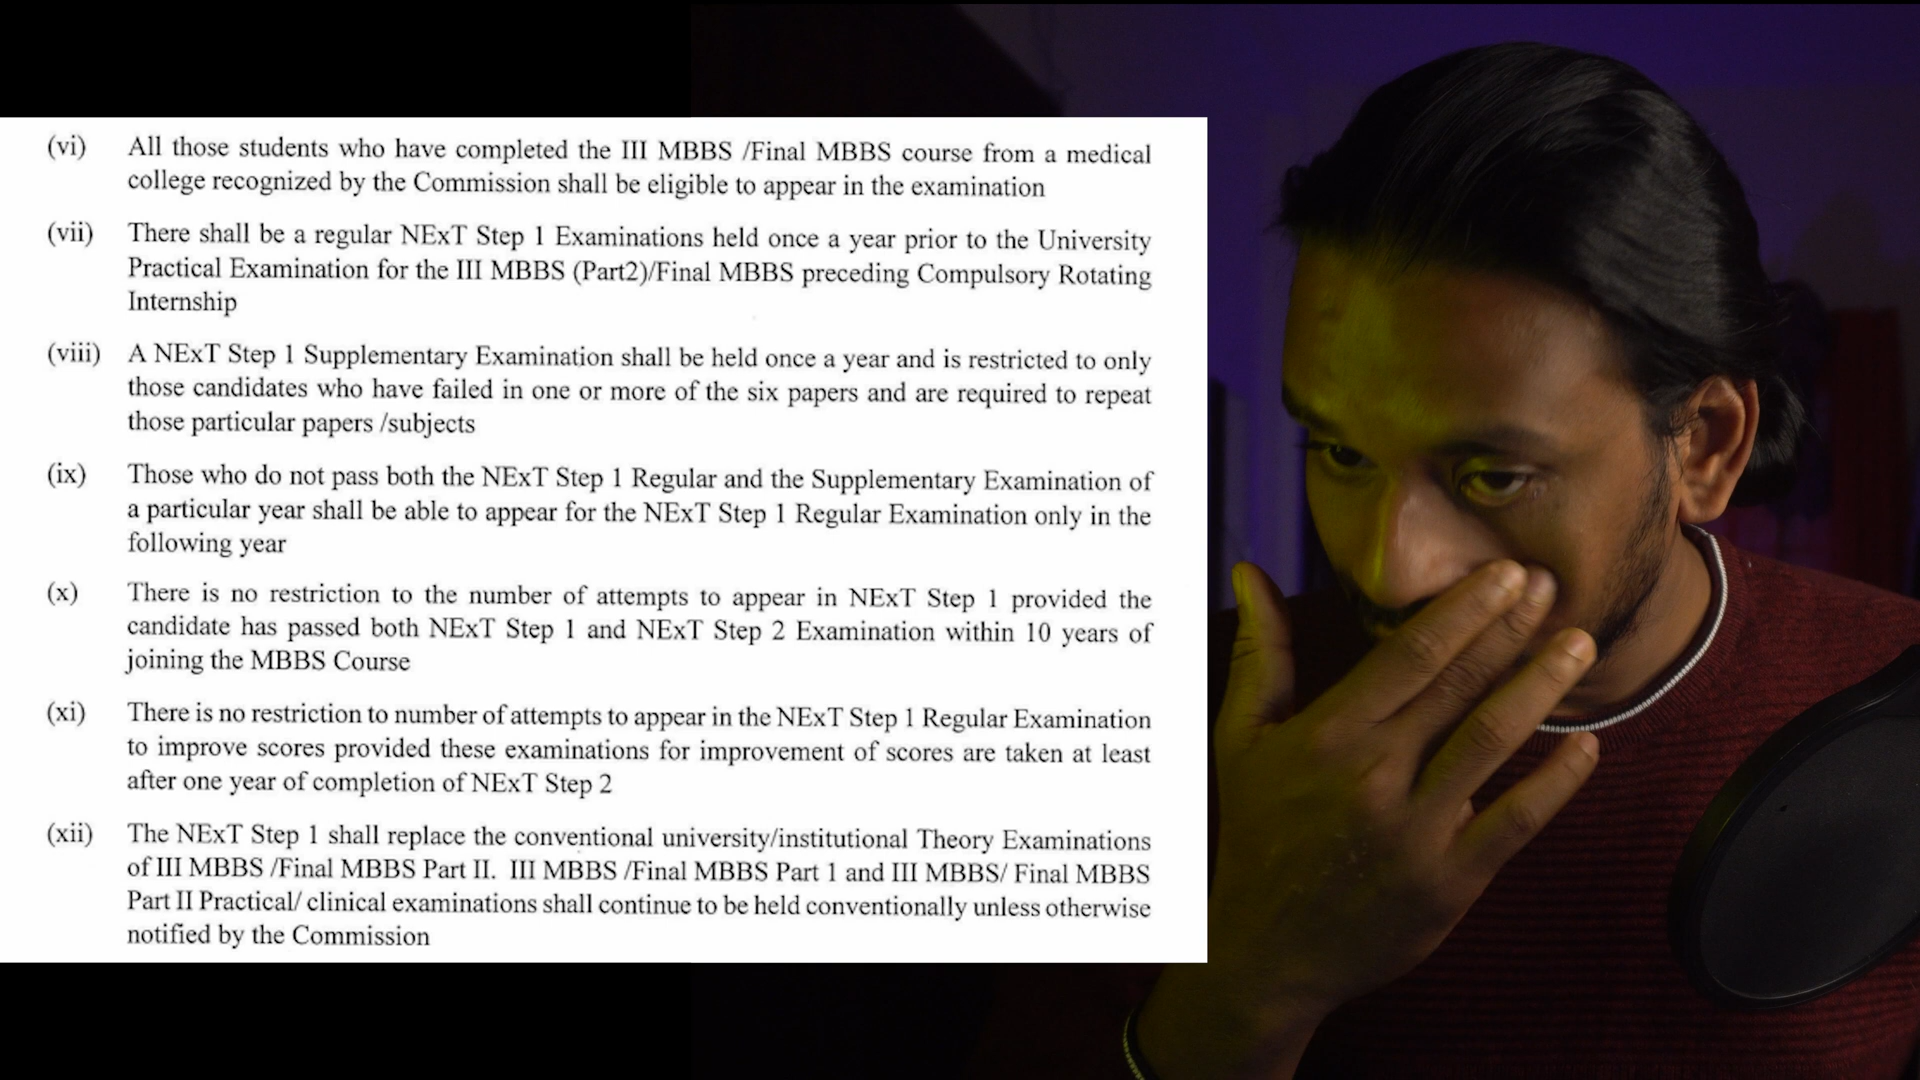 (vi) All those students who have completed the III MBBS /Final MBBS course from a medical
college recognized by the Commission shall be eligible to appear in the examination
(vii) There shall be a regular NExT Step 1 Examinations held once a year prior to the University
Practical Examination for the III MBBS (Part2)/Final MBBS preceding Compulsory Rotating
Internship
(viii) A NExT Step 1 Supplementary Examination shall be held once a year and is restricted to only
those candidates who have failed in one or more of the six papers and are required to repeat
those particular papers /subjects
(ix) Those who do not pass both the NExT Step 1 Regular and the Supplementary Examination of
a particular year shall be able to appear for the NExT Step 1 Regular Examination only in the
following year
(x) There is no restriction to the number of attempts to appear in NExT Step 1 provided the
candidate has passed both NExT Step 1 and NExT Step 2 Examination within 10 years of
joining the MBBS Course
(xi) There is no restriction to number of attempts to appear in the NExT Step 1 Regular Examination
to improve scores provided these examinations for improvement of scores are taken at least
after one year of completion of NExT Step 2
(xii) The NExT Step 1 shall replace the conventional university/institutional Theory Examinations
of III MBBS /Final MBBS Part II. III MBBS /Final MBBS Part 1 and III MBBS/ Final MBBS
Part II Practical/ clinical examinations shall continue to be held conventionally unless otherwise
notified by the Commission